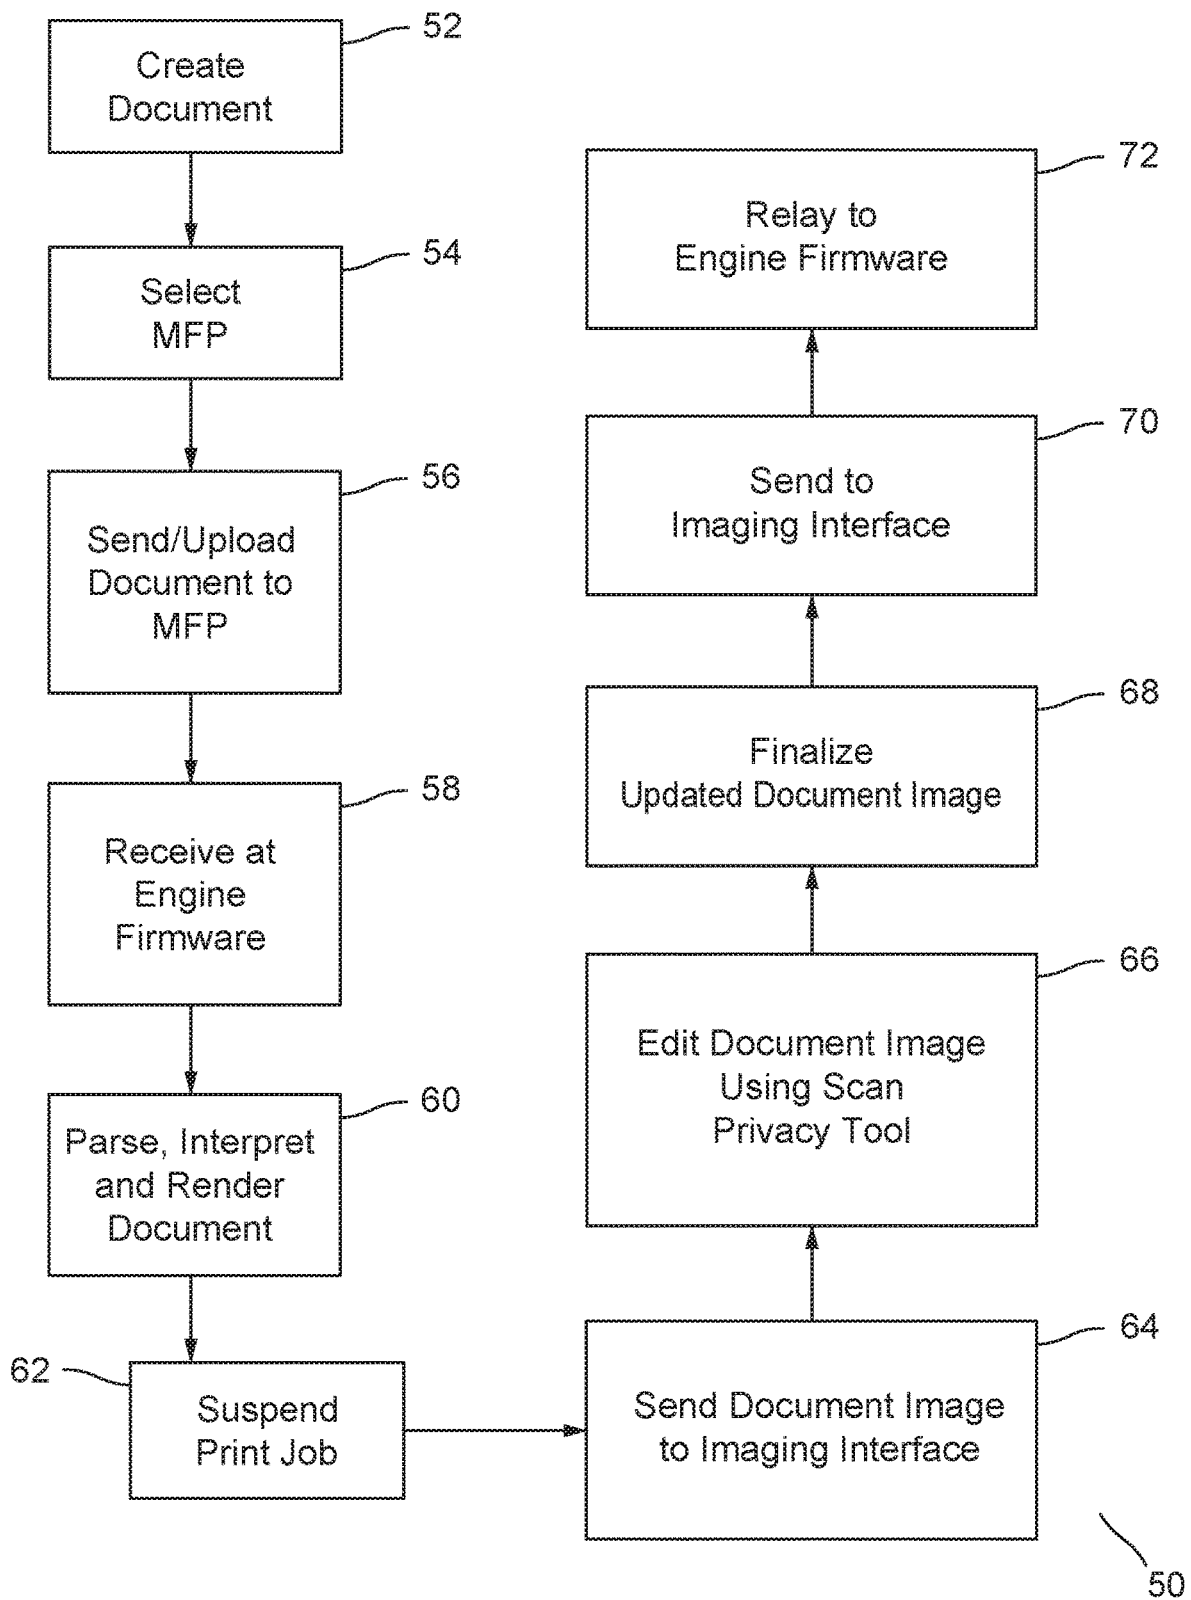 52
Create
Document
54
Select
MFP
56
Send/Upload
Document to
MFP
58
Receive at
Engine
Firmware
60
Parse, Interpret
and Render
Document
62
Suspend
Print Job
64
Send Document Image
to Imaging Interface
66
Edit Document Image
Using Scan
Privacy Tool
68
Finalize
Updated Document Image
70
Send to
Imaging Interface
72
Relay to
Engine Firmware
50